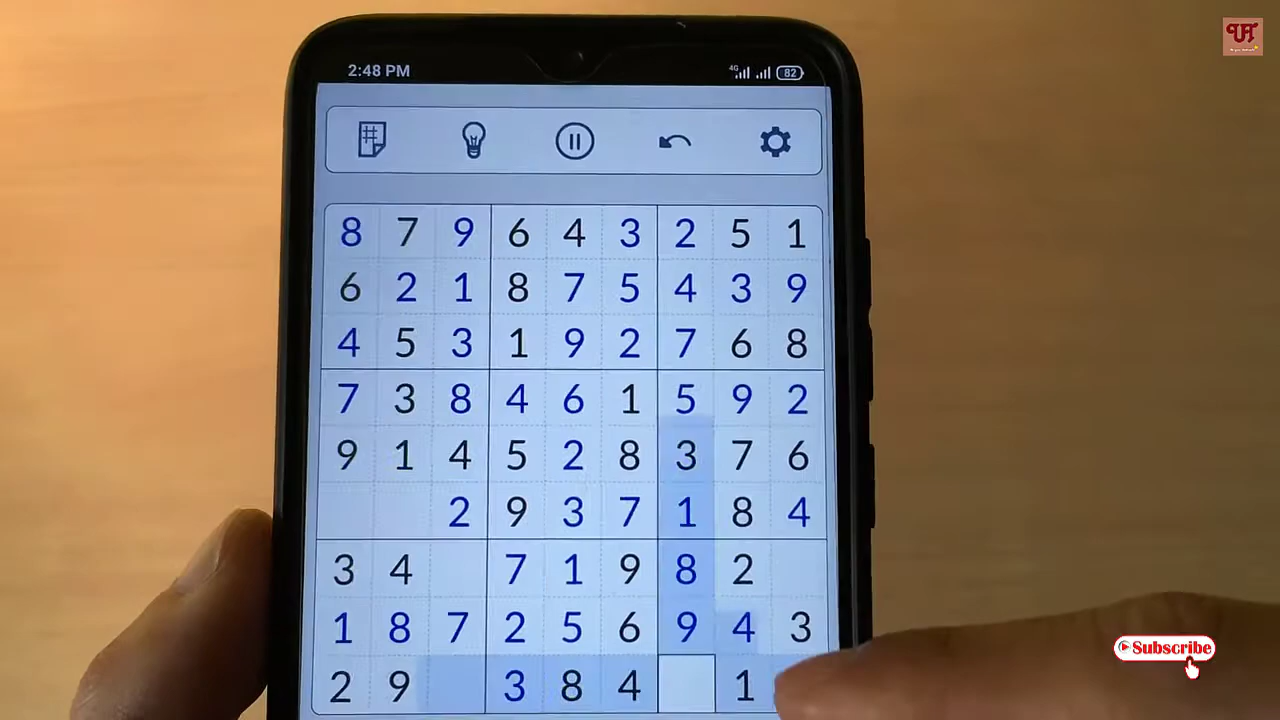 2:48 PM 4G 82
8 7 9 6 4 3 2 5 1
6 2 1 8 7 5 4 3 9
4 5 3 1 9 2 7 6 8
7 3 8 4 6 1 5 9 2
9 1 4 5 2 8 3 7 6
2 9 3 7 1 8 4
3 4 7 1 9 8 2
1 8 7 2 5 6 9 4 3
2 9 3 8 4 1
Subscribe